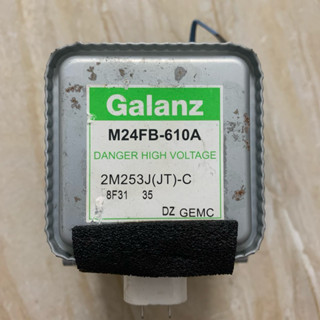 Galanz
M24FB-610A
DANGER HIGH VOLTAGE
2M253J(JT)-C
8F31 35
DZ GEMC